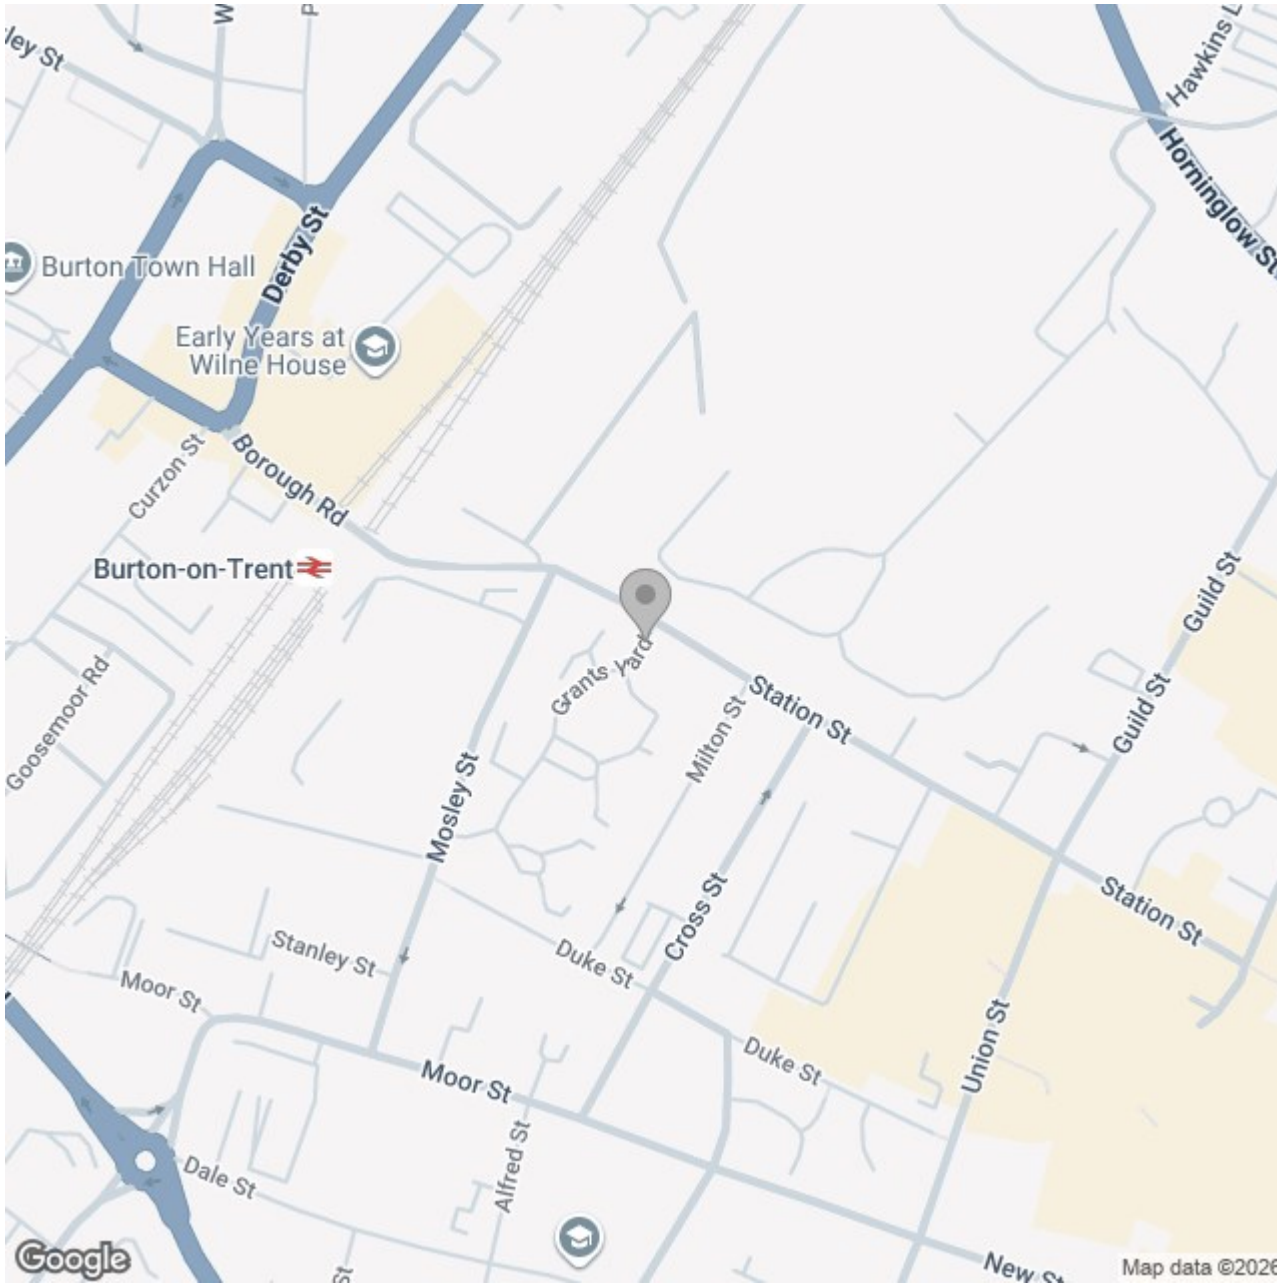 W
P
ley St
Hawkins L
Horninglow St
Derby St
Burton Town Hall
Early Years at
Wilne House
Curzon St
Borough Rd
Burton-on-Trent
Guild St
Grants Yard
Goosemoor Rd
Station St
Guild St
Milton St
Mosley St
Cross St
Station St
Stanley St
Duke St
Moor St
Union St
Duke St
Moor St
Alfred St
Dale St
Google
New St
St
Map data ©2026